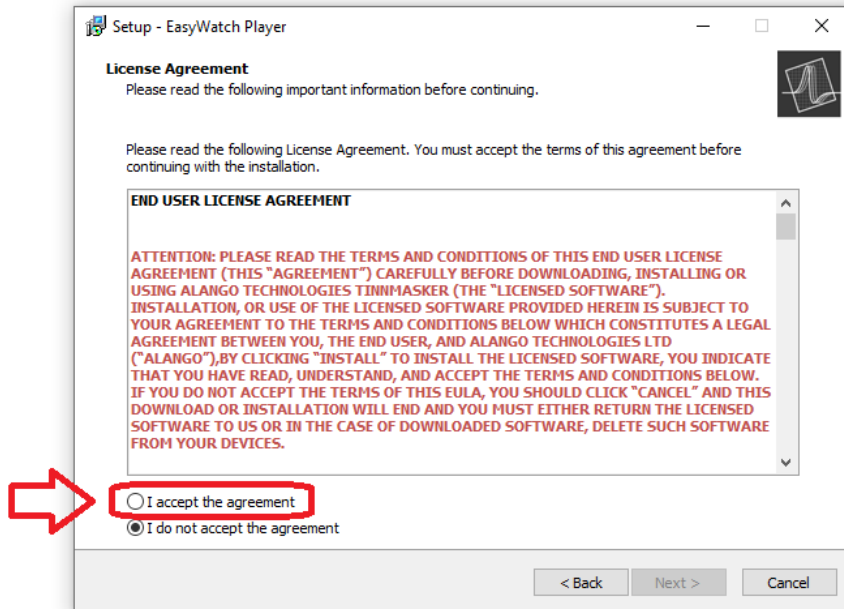 Setup - EasyWatch Player
License Agreement
Please read the following important information before continuing.
Please read the following License Agreement. You must accept the terms of this agreement before
continuing with the installation.
END USER LICENSE AGREEMENT
ATTENTION: PLEASE READ THE TERMS AND CONDITIONS OF THIS END USER LICENSE
AGREEMENT (THIS “AGREEMENT”) CAREFULLY BEFORE DOWNLOADING, INSTALLING OR
USING ALANGO TECHNOLOGIES TINNMASKER (THE “LICENSED SOFTWARE”).
INSTALLATION, OR USE OF THE LICENSED SOFTWARE PROVIDED HEREIN IS SUBJECT TO
YOUR AGREEMENT TO THE TERMS AND CONDITIONS BELOW WHICH CONSTITUTES A LEGAL
AGREEMENT BETWEEN YOU, THE END USER, AND ALANGO TECHNOLOGIES LTD
(“ALANGO”),BY CLICKING “INSTALL” TO INSTALL THE LICENSED SOFTWARE, YOU INDICATE
THAT YOU HAVE READ, UNDERSTAND, AND ACCEPT THE TERMS AND CONDITIONS BELOW.
IF YOU DO NOT ACCEPT THE TERMS OF THIS EULA, YOU SHOULD CLICK “CANCEL” AND THIS
DOWNLOAD OR INSTALLATION WILL END AND YOU MUST EITHER RETURN THE LICENSED
SOFTWARE TO US OR IN THE CASE OF DOWNLOADED SOFTWARE, DELETE SUCH SOFTWARE
FROM YOUR DEVICES.
I accept the agreement
I do not accept the agreement
< Back Next > Cancel